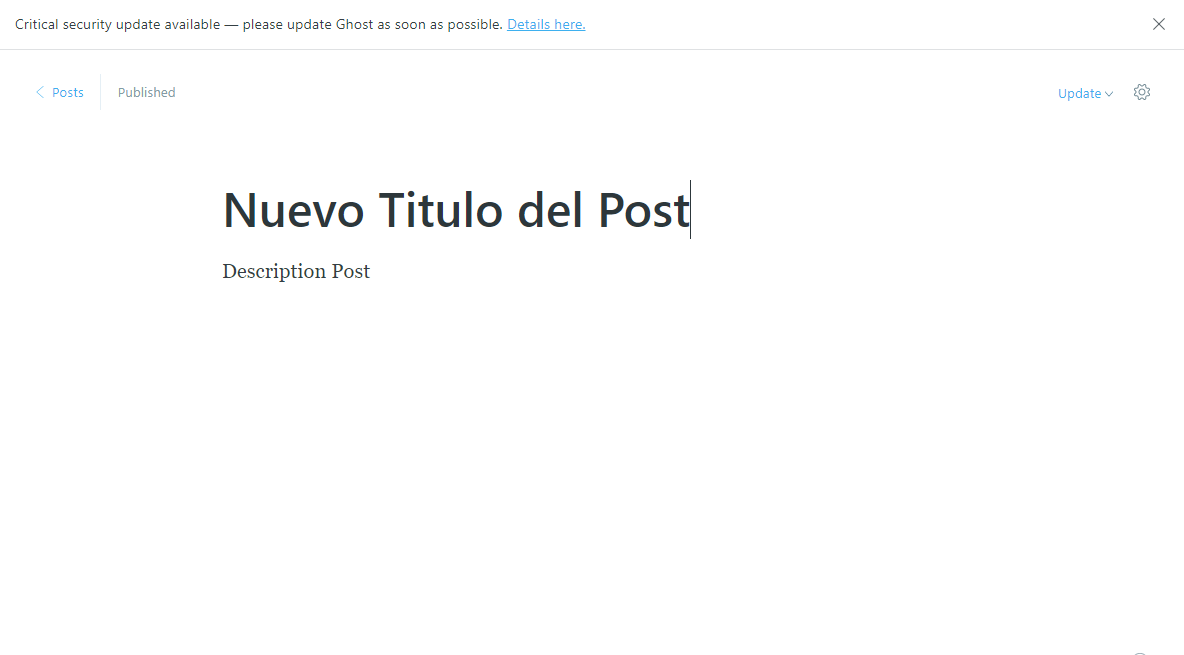 Critical security update available — please update Ghost as soon as possible. Details here.
Posts
Published
Update
Nuevo Titulo del Post
Description Post